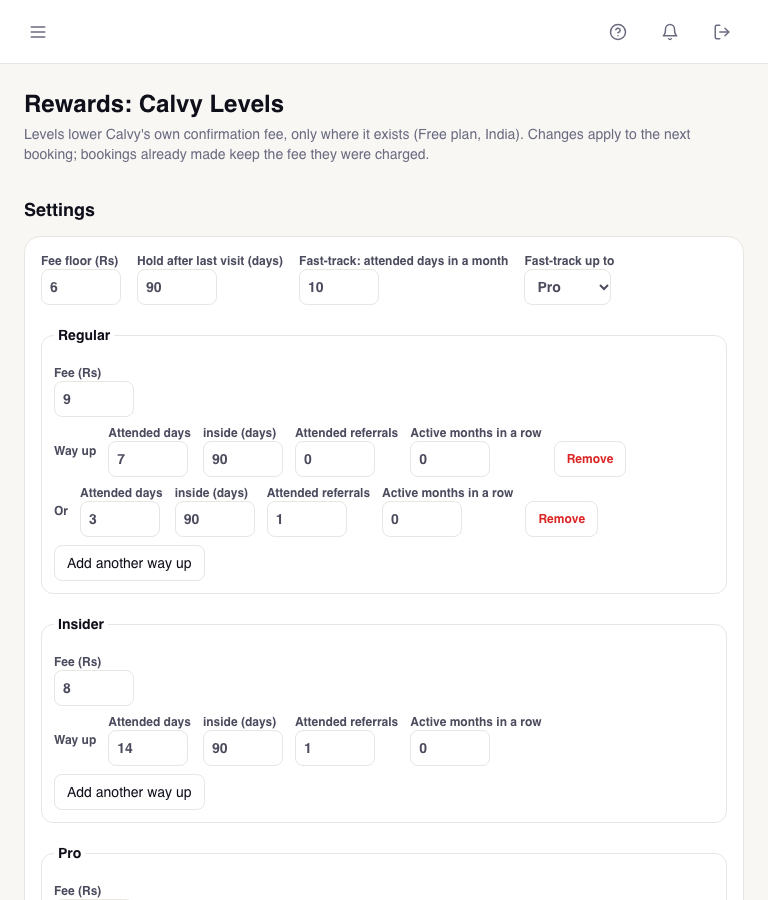 Rewards: Calvy Levels
Levels lower Calvy's own confirmation fee, only where it exists (Free plan, India). Changes apply to the next
booking; bookings already made keep the fee they were charged.
Settings
Fee floor (Rs) Hold after last visit (days) Fast-track: attended days in a month Fast-track up to
6 90 10 Pro
Regular
Fee (Rs)
9
Attended days inside (days) Attended referrals Active months in a row
Way up 7 90 0 0 Remove
Attended days inside (days) Attended referrals Active months in a row
Or 3 90 1 0 Remove
Add another way up
Insider
Fee (Rs)
8
Attended days inside (days) Attended referrals Active months in a row
Way up 14 90 1 0
Add another way up
Pro
Fee (Rs)